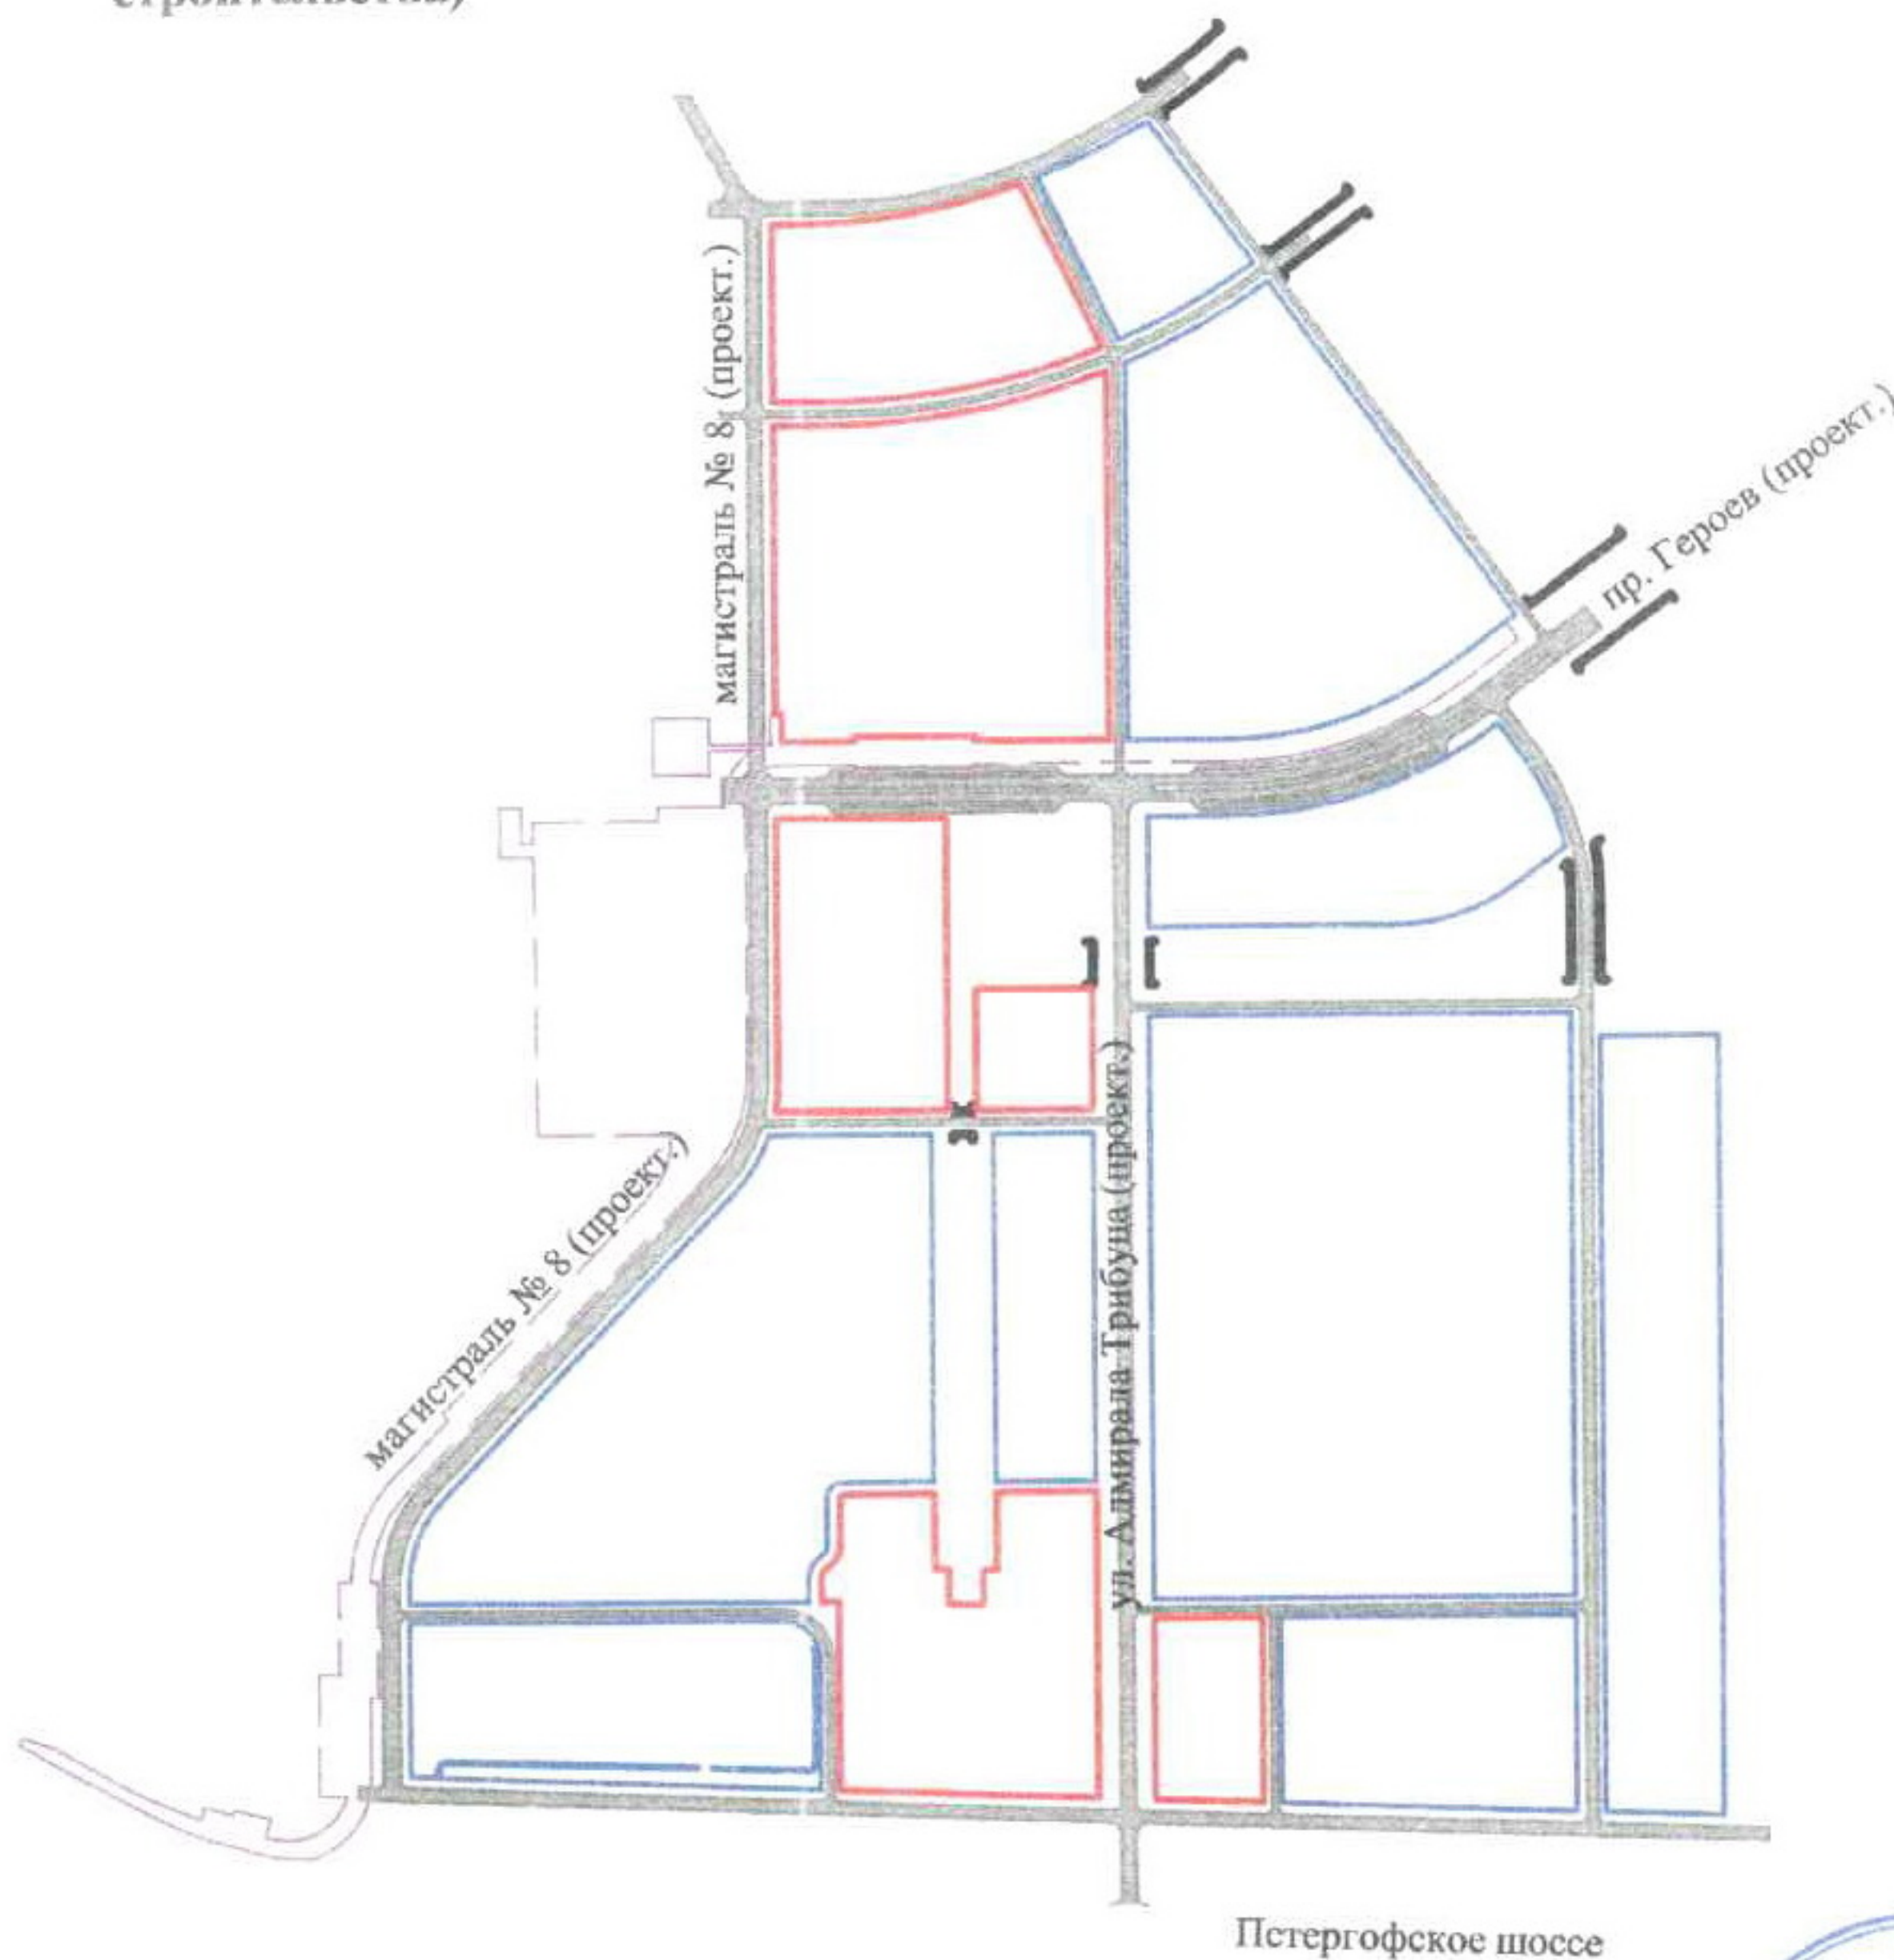 магистраль № 8 (проект.)
пр. Героев (проект.)
магистраль № 8 (проект.)
ул. Адмирала Трибуца (проект.)
Петергофское шоссе